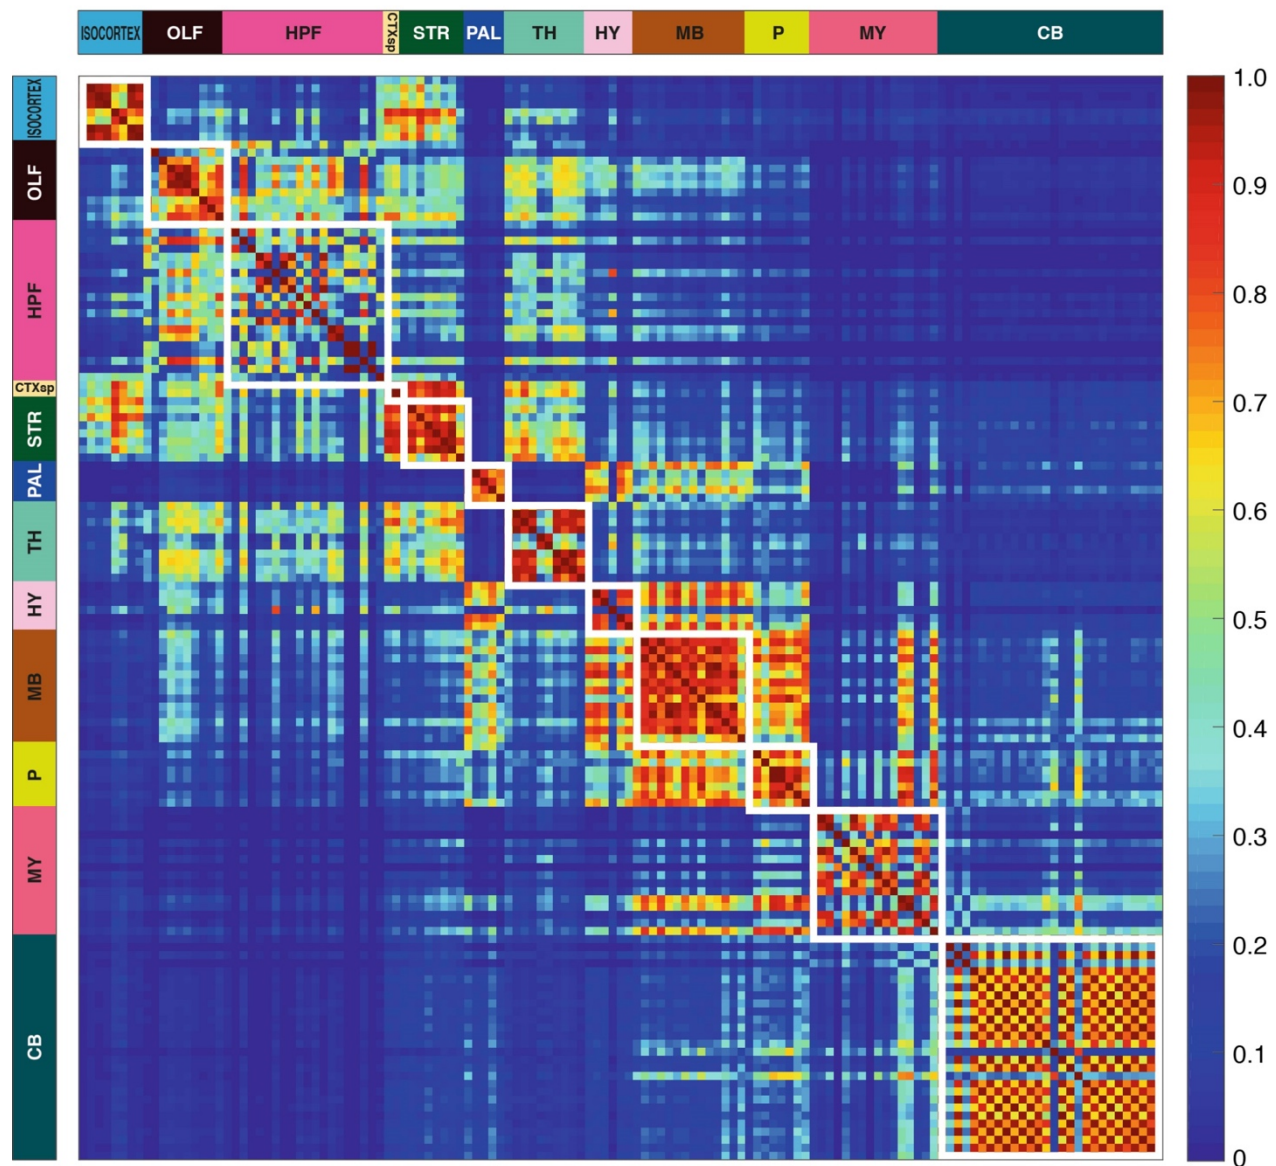 ISOCORTEX OLF HPF CTXsp STR PAL TH HY MB P MY CB
ISOCORTEX
OLF
HPF
CTXsp
STR
PAL
TH
HY
MB
P
MY
CB
1.0
0.9
0.8
0.7
0.6
0.5
0.4
0.3
0.2
0.1
0